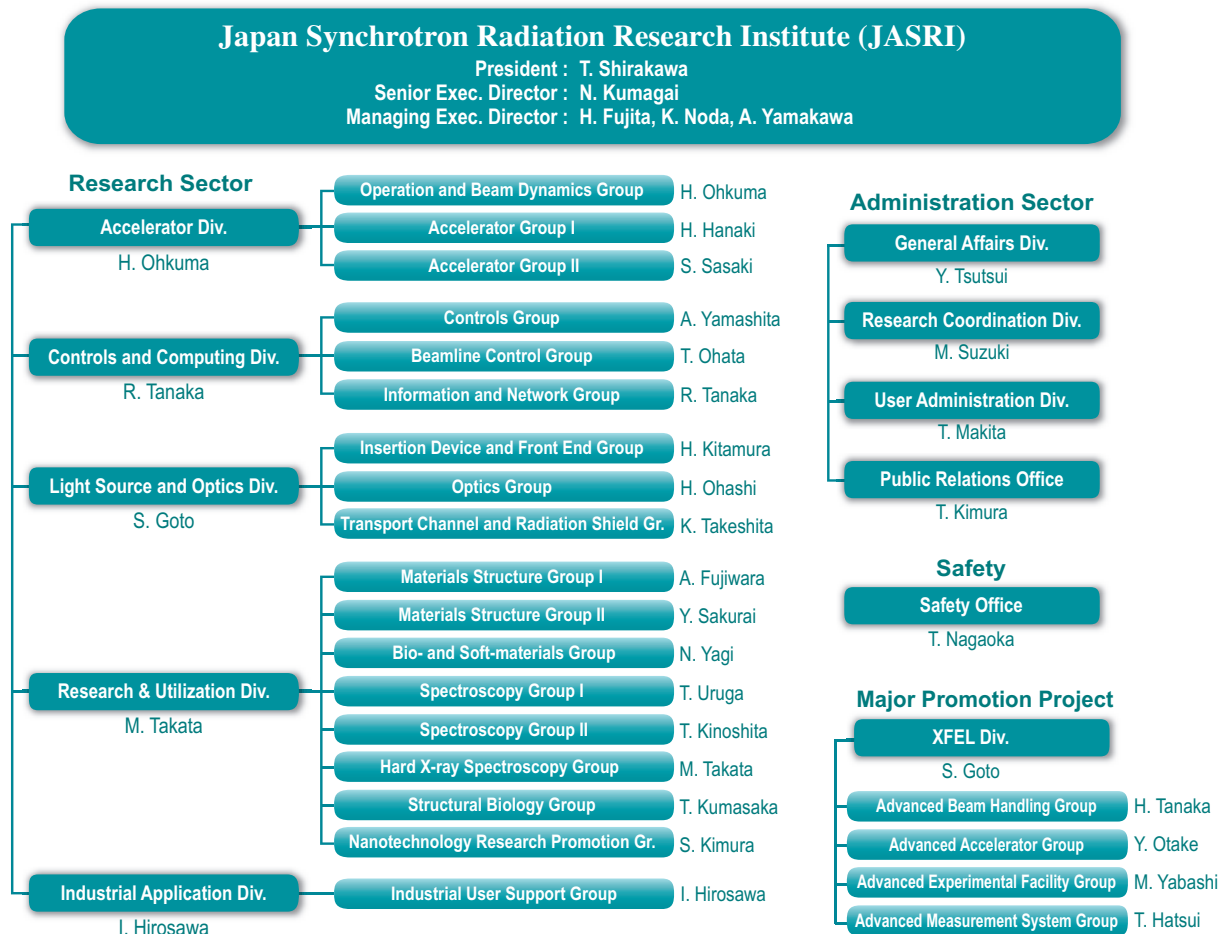 Japan Synchrotron Radiation Research Institute (JASRI)
President : T. Shirakawa
Senior Exec. Director : N. Kumagai
Managing Exec. Director : H. Fujita, K. Noda, A. Yamakawa
Research Sector
Accelerator Div.
H. Ohkuma
Operation and Beam Dynamics Group H. Ohkuma
Accelerator Group I H. Hanaki
Accelerator Group II S. Sasaki
Controls and Computing Div.
R. Tanaka
Controls Group A. Yamashita
Beamline Control Group T. Ohata
Information and Network Group R. Tanaka
Light Source and Optics Div.
S. Goto
Insertion Device and Front End Group H. Kitamura
Optics Group H. Ohashi
Transport Channel and Radiation Shield Gr. K. Takeshita
Research & Utilization Div.
M. Takata
Materials Structure Group I A. Fujiwara
Materials Structure Group II Y. Sakurai
Bio- and Soft-materials Group N. Yagi
Spectroscopy Group I T. Uruga
Spectroscopy Group II T. Kinoshita
Hard X-ray Spectroscopy Group M. Takata
Structural Biology Group T. Kumasaka
Nanotechnology Research Promotion Gr. S. Kimura
Industrial Application Div.
I. Hirosawa
Industrial User Support Group I. Hirosawa
Administration Sector
General Affairs Div.
Y. Tsutsui
Research Coordination Div.
M. Suzuki
User Administration Div.
T. Makita
Public Relations Office
T. Kimura
Safety
Safety Office
T. Nagaoka
Major Promotion Project
XFEL Div.
S. Goto
Advanced Beam Handling Group H. Tanaka
Advanced Accelerator Group Y. Otake
Advanced Experimental Facility Group M. Yabashi
Advanced Measurement System Group T. Hatsui